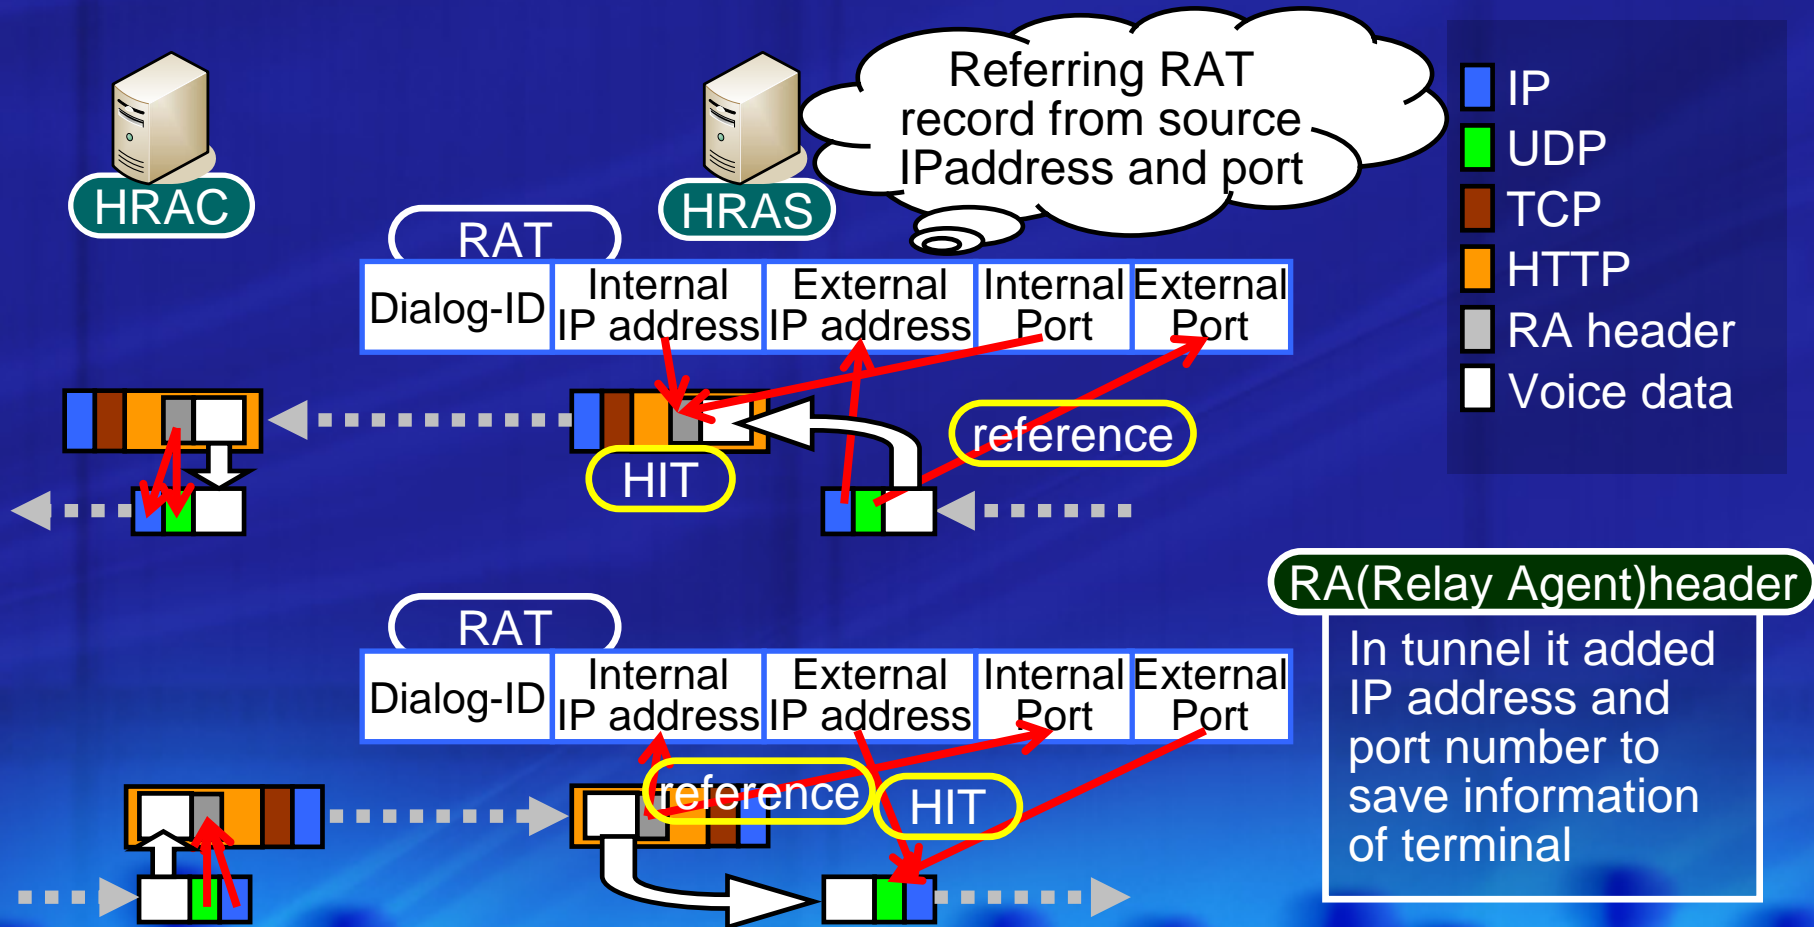 Referring RAT
record from source
IPaddress and port
HRAC
HRAS
IP
UDP
TCP
HTTP
RA header
Voice data
RAT
Dialog-ID
Internal
IP address
External
IP address
Internal
Port
External
Port
reference
HIT
RA(Relay Agent)header
In tunnel it added
IP address and
port number to
save information
of terminal
RAT
Dialog-ID
Internal
IP address
External
IP address
Internal
Port
External
Port
reference
HIT